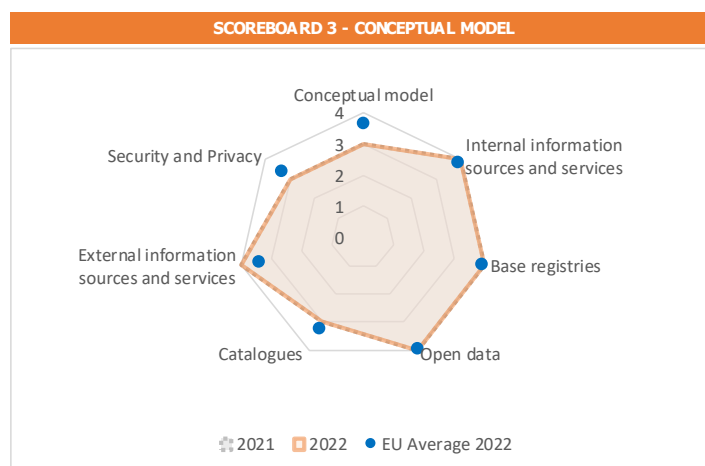 SCOREBOARD 3 - CONCEPTUAL MODEL
Conceptual model
4
3
2
1
0
Internal information
sources and services
Base registries
Open data
Catalogues
External information
sources and services
Security and Privacy
2021
2022
EU Average 2022